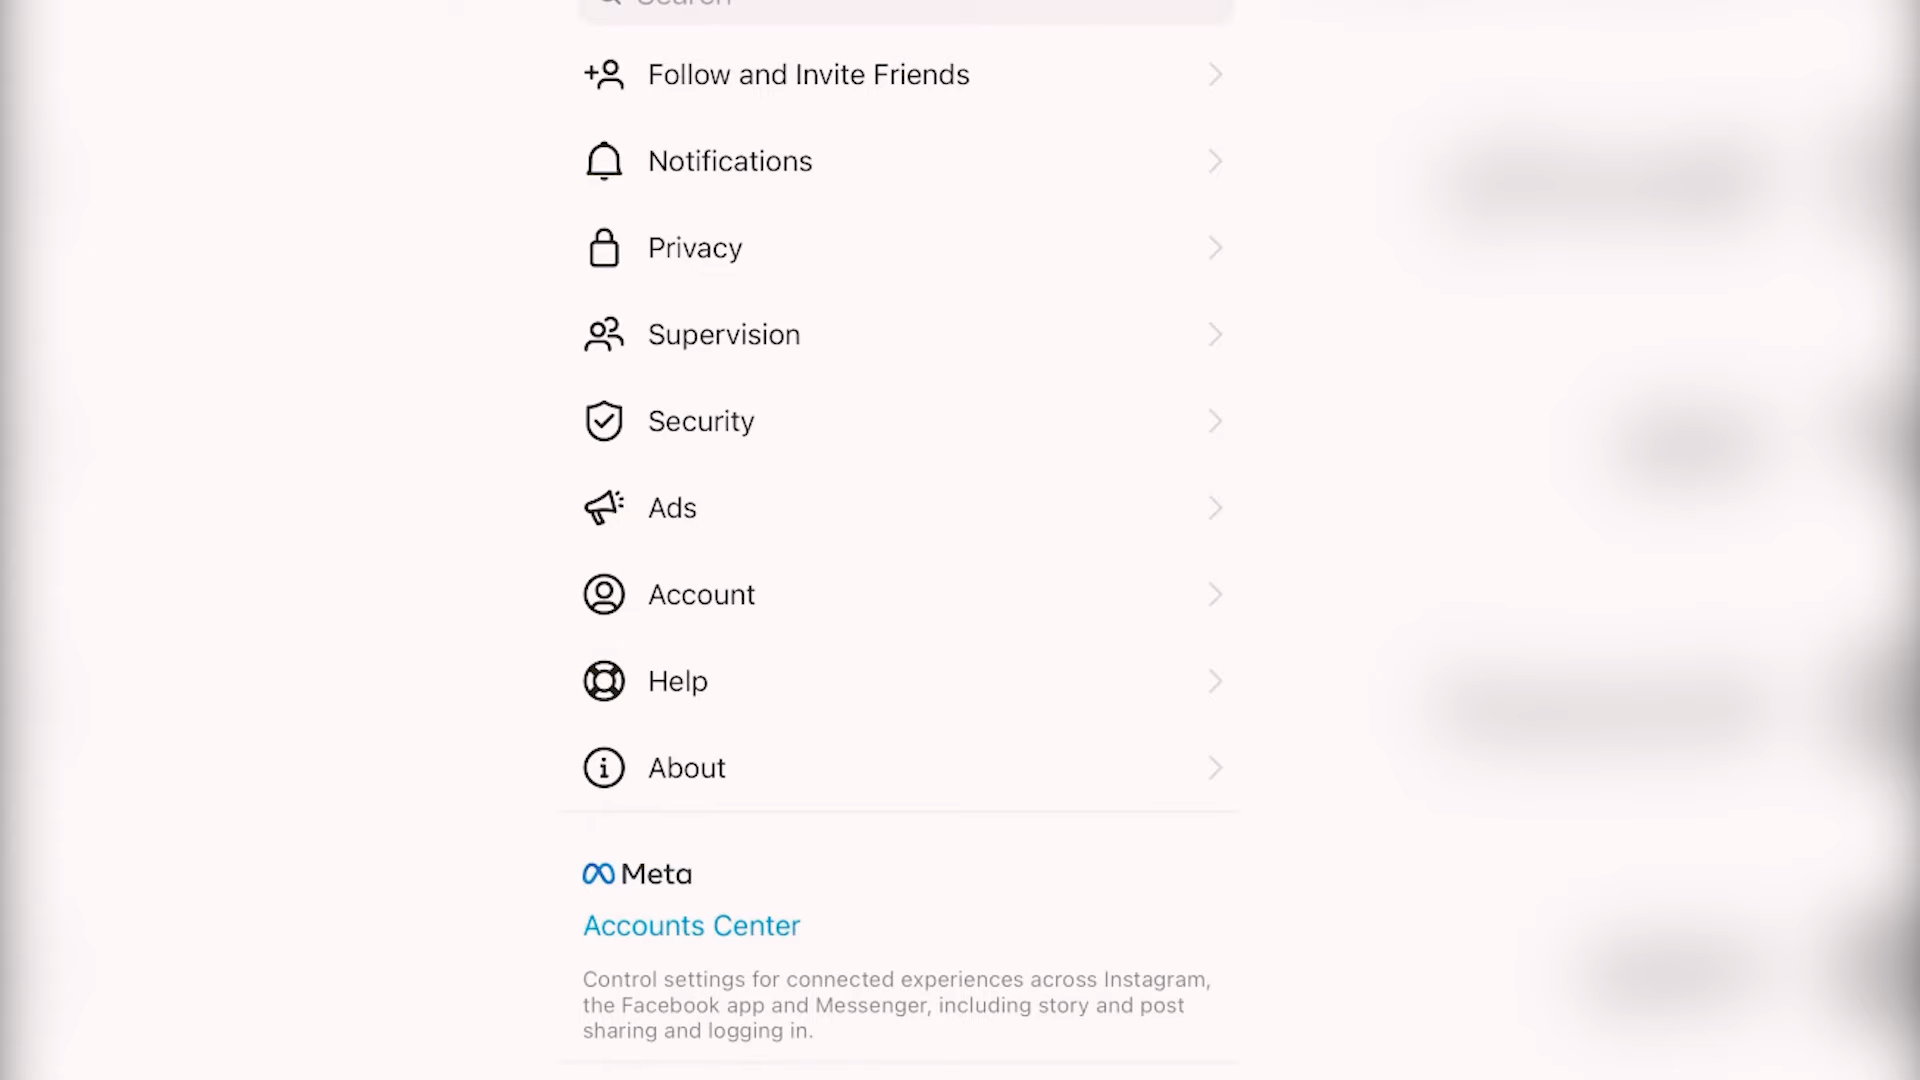 Search
Follow and Invite Friends
Notifications
Privacy
Supervision
Security
Ads
Account
Help
About
Meta
Accounts Center
Control settings for connected experiences across Instagram,
the Facebook app and Messenger, including story and post
sharing and logging in.